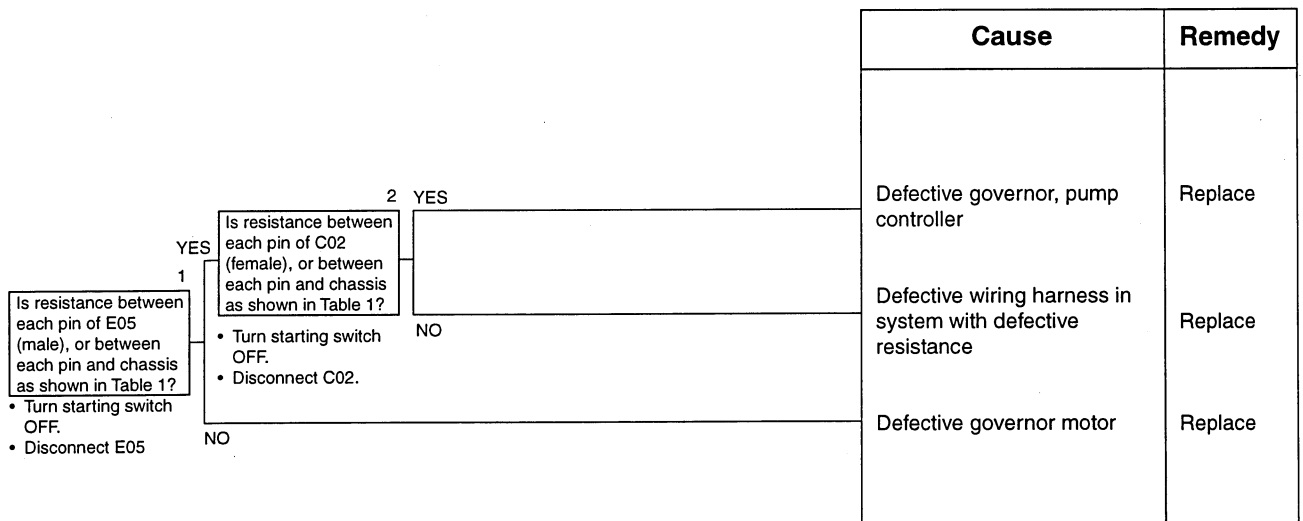 Cause Remedy
2 YES
Defective governor, pump
controller
Replace
Is resistance between
each pin of C02
(female), or between
each pin and chassis
as shown in Table 1?
YES
1
Is resistance between
each pin of E05
(male), or between
each pin and chassis
as shown in Table 1?
• Turn starting switch
OFF.
• Disconnect C02.
NO
Defective wiring harness in
system with defective
resistance
Replace
• Turn starting switch
OFF.
• Disconnect E05
NO
Defective governor motor
Replace